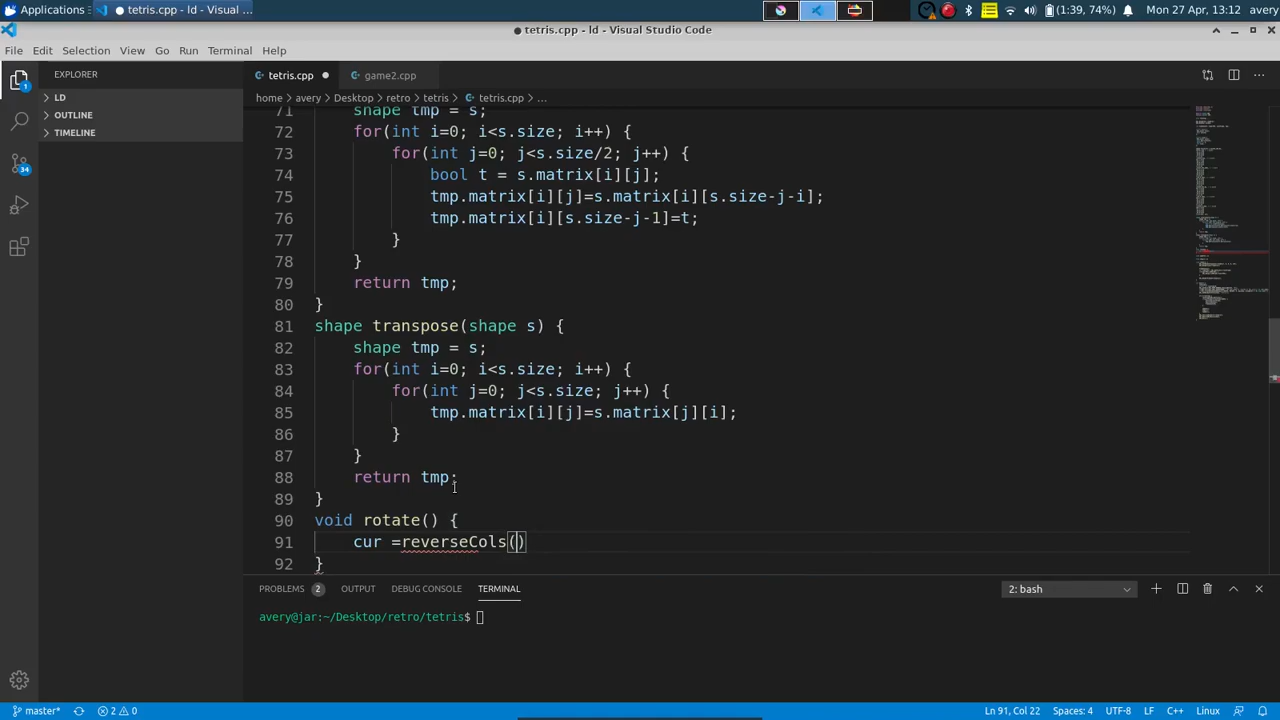 Applications
tetris.cpp - ld - Visual ...
(1:39, 74%)
Mon 27 Apr, 13:12
avery
● tetris.cpp - ld - Visual Studio Code
File Edit Selection View Go Run Terminal Help
EXPLORER
LD
OUTLINE
TIMELINE
1
34
tetris.cpp ●
game2.cpp
home > avery > Desktop > retro > tetris > tetris.cpp > ...
71 shape tmp = s;
72 for(int i=0; i<s.size; i++) {
73 for(int j=0; j<s.size/2; j++) {
74 bool t = s.matrix[i][j];
75 tmp.matrix[i][j]=s.matrix[i][s.size-j-i];
76 tmp.matrix[i][s.size-j-1]=t;
77 }
78 }
79 return tmp;
80 }
81 shape transpose(shape s) {
82 shape tmp = s;
83 for(int i=0; i<s.size; i++) {
84 for(int j=0; j<s.size; j++) {
85 tmp.matrix[i][j]=s.matrix[j][i];
86 }
87 }
88 return tmp;
89 }
90 void rotate() {
91 cur =reverseCols()
92 }
PROBLEMS 2 OUTPUT DEBUG CONSOLE TERMINAL
2: bash
avery@jar:~/Desktop/retro/tetris$
master* 2 0
Ln 91, Col 22 Spaces: 4 UTF-8 LF C++ Linux